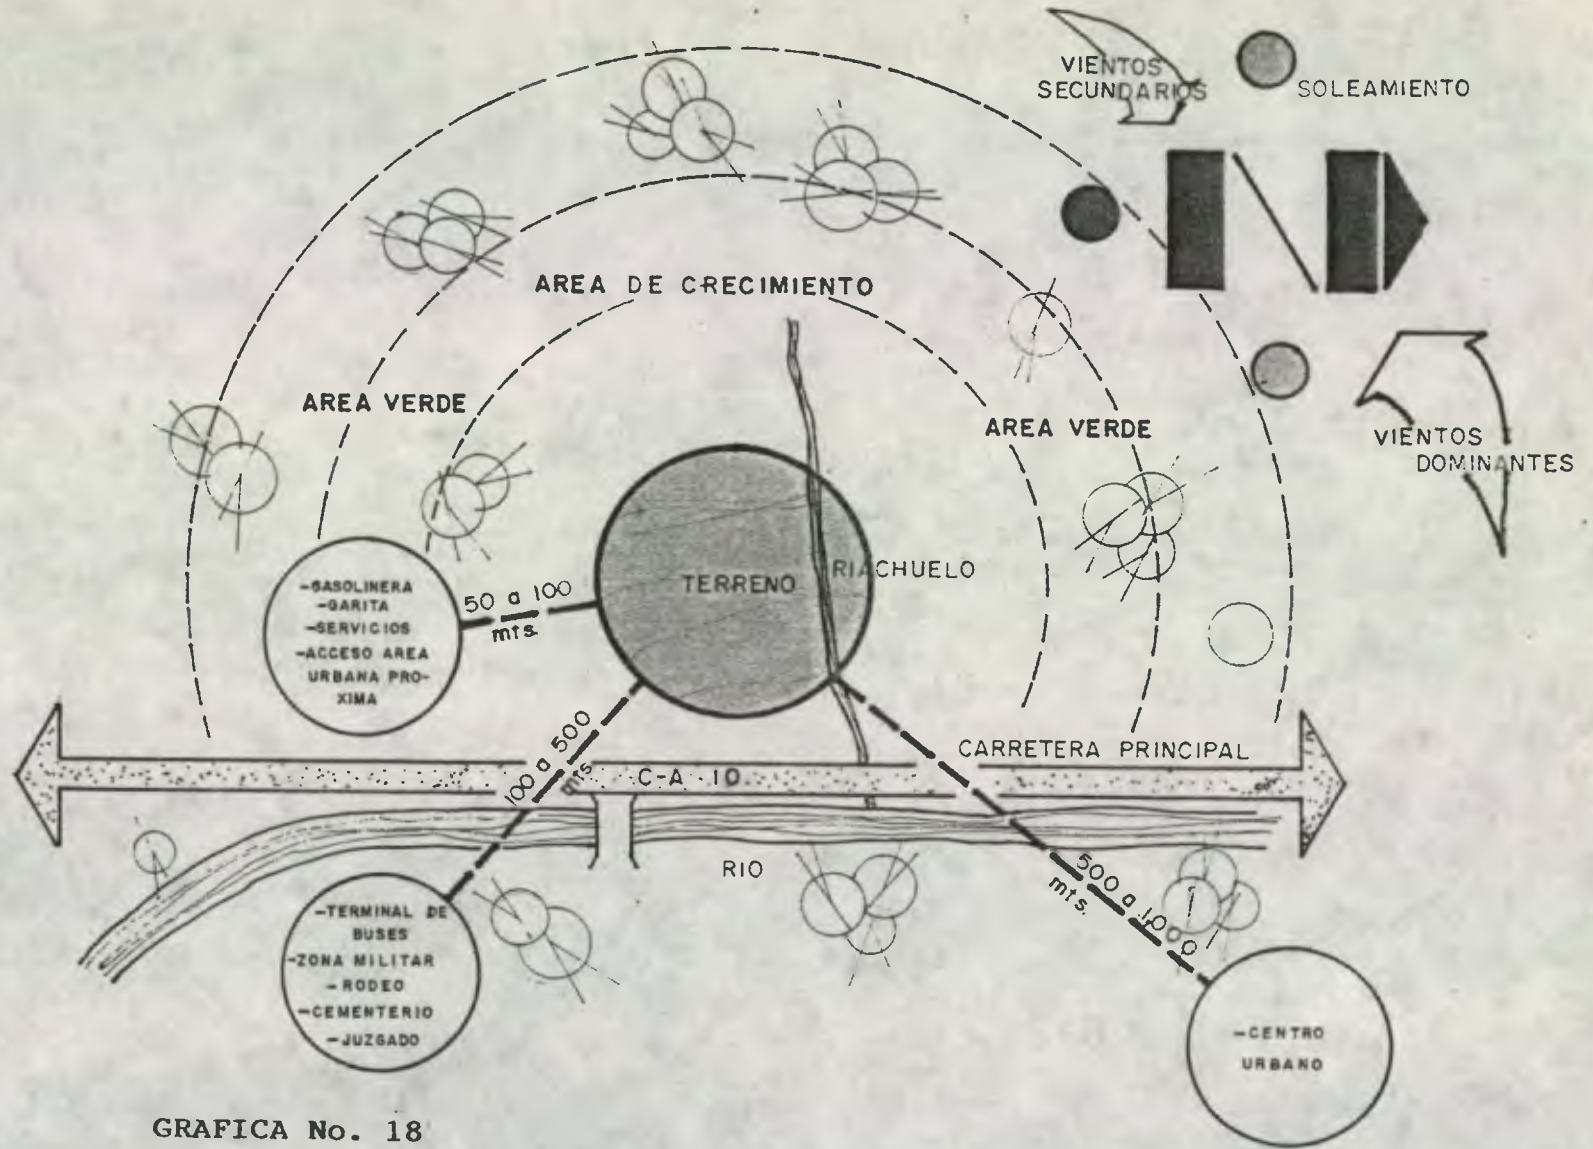 VIENTOS
SECUNDARIOS
SOLEAMIENTO
N
AREA DE CRECIMIENTO
AREA VERDE
AREA VERDE
VIENTOS
DOMINANTES
-GASOLINERA
-GARITA
-SERVICIOS
-ACCESO AREA
URBANA PRO-
XIMA
50 a 100
mts.
TERRENO
RIACHUELO
100 a 500
mts.
C-A 10
CARRETERA PRINCIPAL
RIO
500 a 1000
mts.
-TERMINAL DE
BUSES
-ZONA MILITAR
-RODEO
-CEMENTERIO
-JUZGADO
-CENTRO
URBANO
GRAFICA No. 18